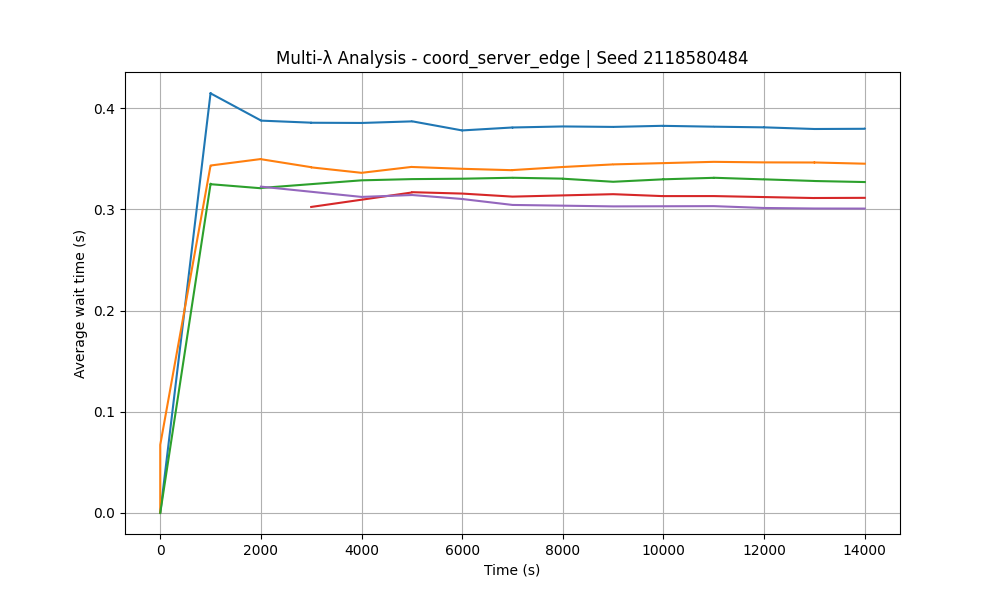 Multi-λ Analysis - coord_server_edge | Seed 2118580484
0.4
0.3
0.2
0.1
0.0
Average wait time (s)
0 2000 4000 6000 8000 10000 12000 14000
Time (s)